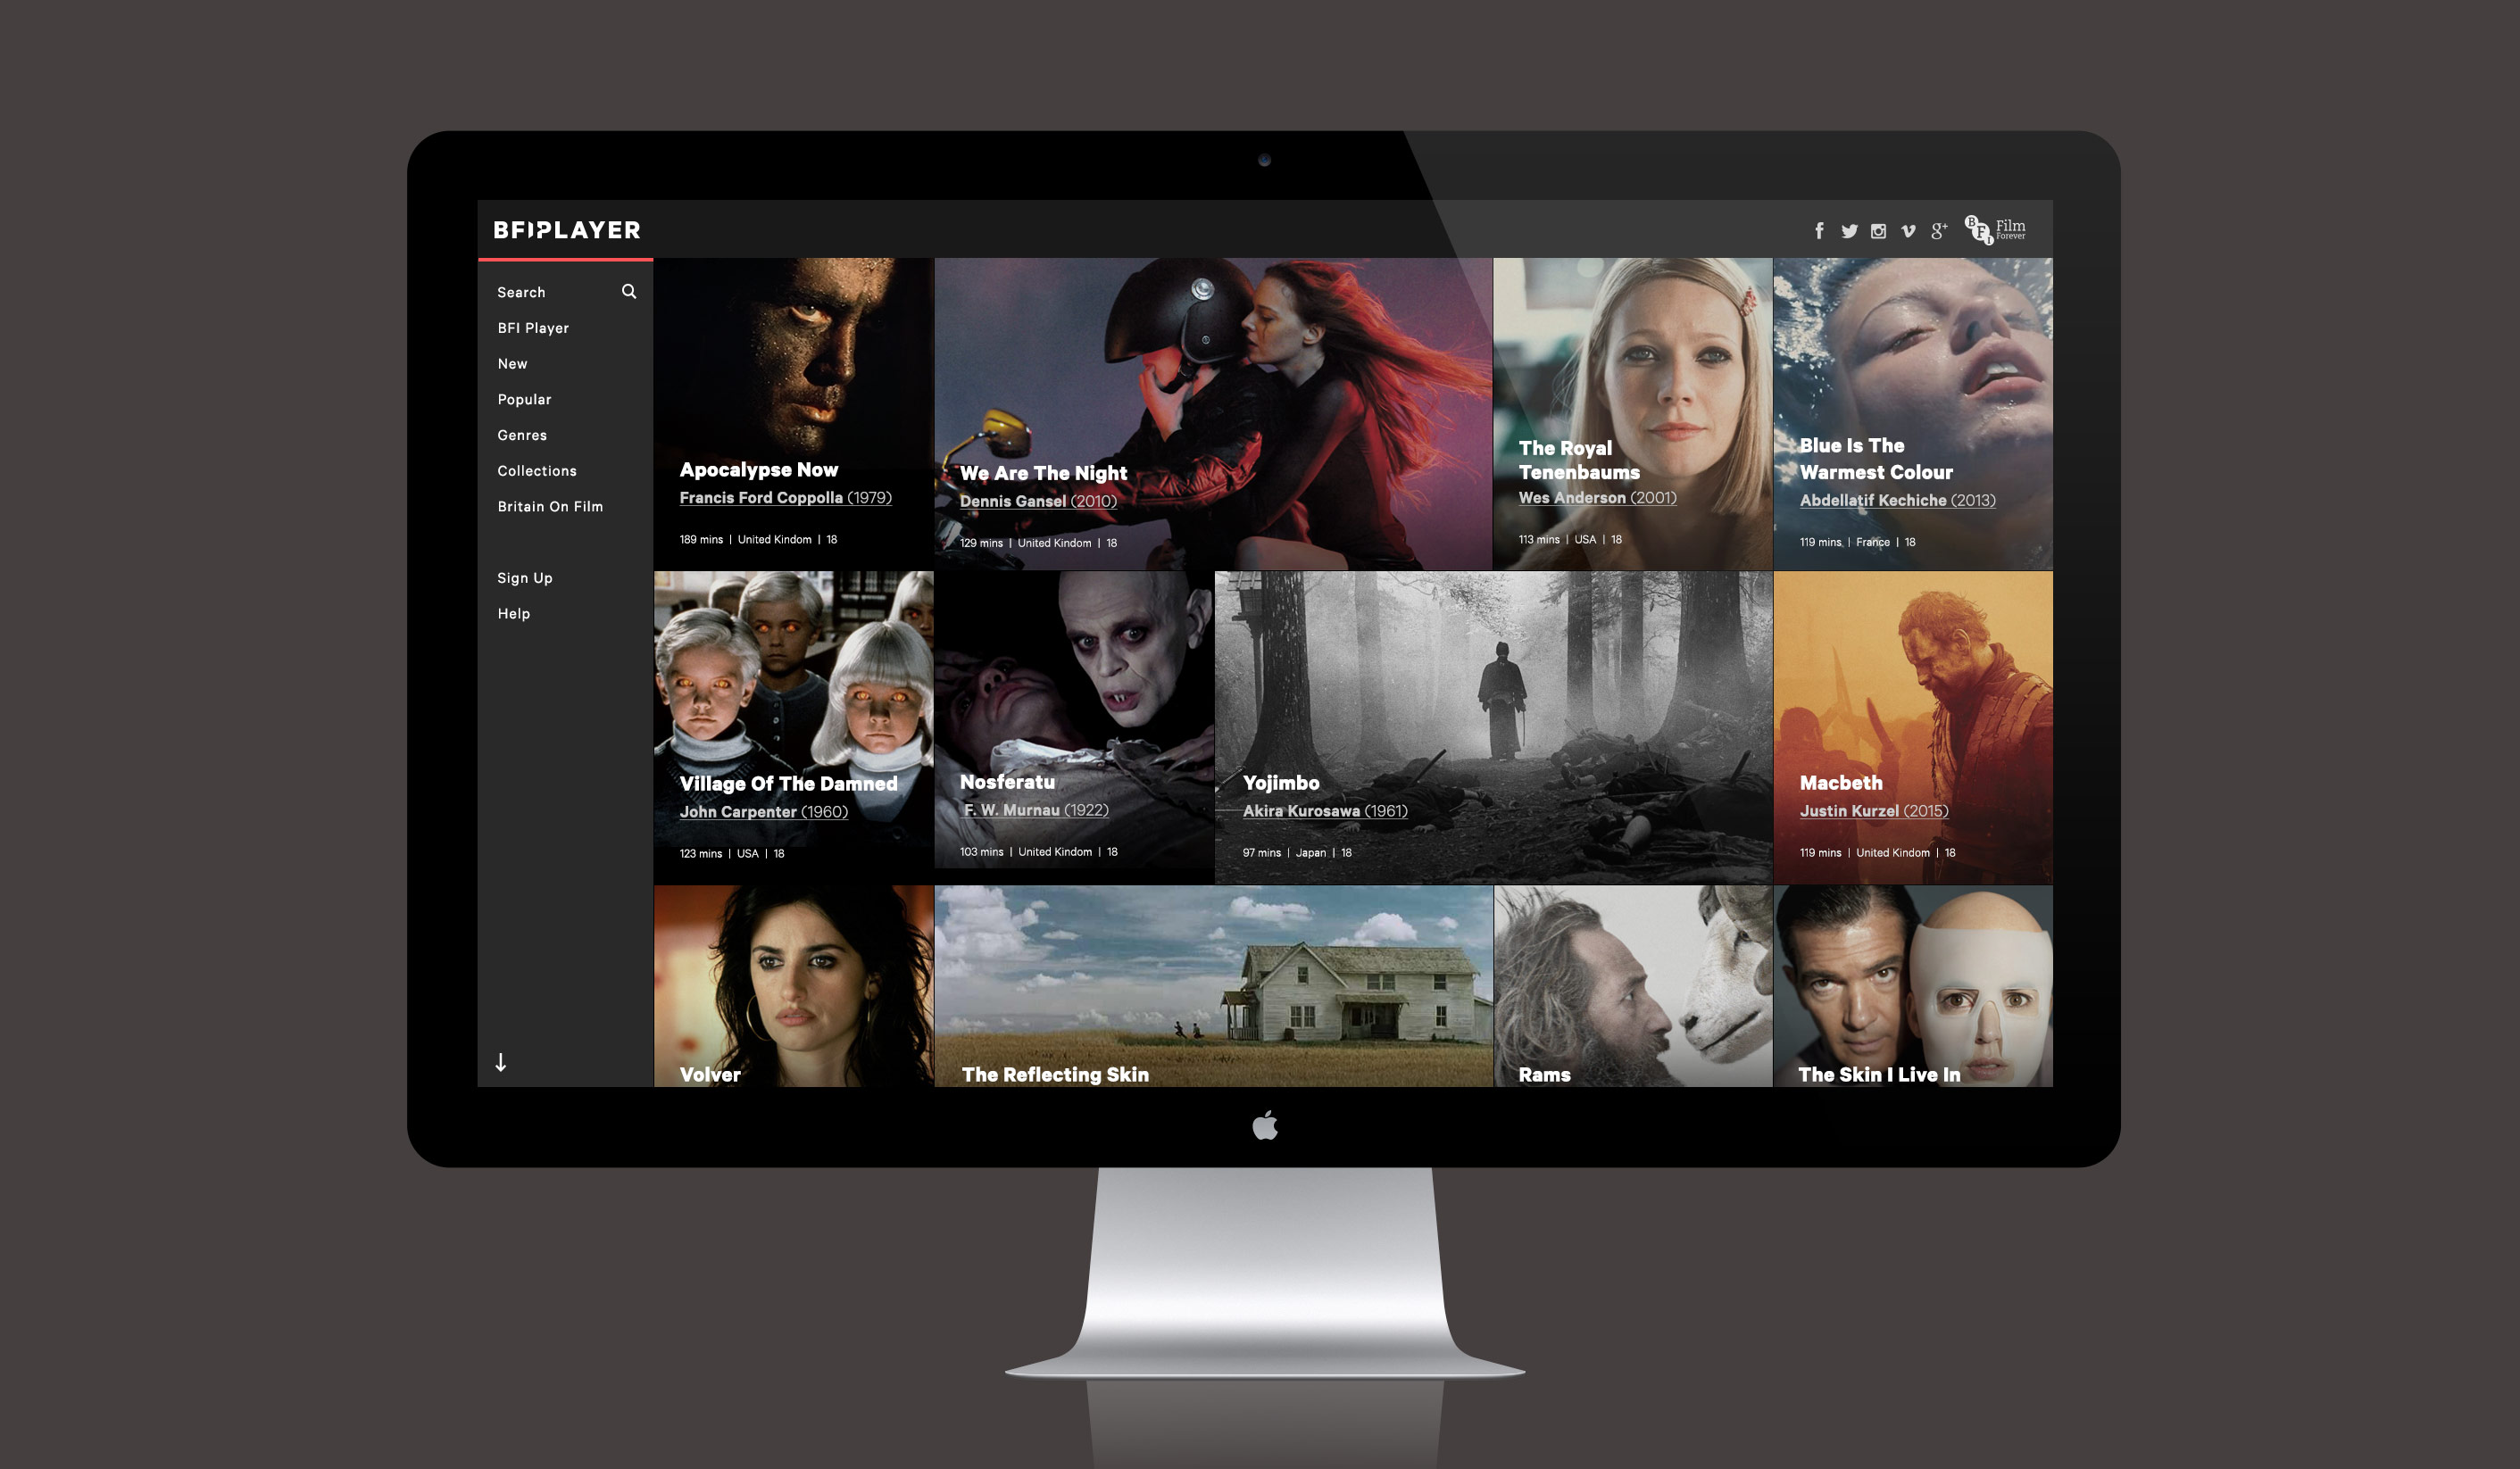 BFIPLAYER
B F I Film
Forever
Search
BFI Player
New
Popular
Genres
Collections
Britain On Film
Sign Up
Help
Apocalypse Now
Francis Ford Coppolla (1979)
189 mins | United Kindom | 18
We Are The Night
Dennis Gansel (2010)
129 mins | United Kindom | 18
The Royal
Tenenbaums
Wes Anderson (2001)
113 mins | USA | 18
Blue Is The
Warmest Colour
Abdellatif Kechiche (2013)
119 mins | France | 18
Village Of The Damned
John Carpenter (1960)
123 mins | USA | 18
Nosferatu
F. W. Murnau (1922)
103 mins | United Kindom | 18
Yojimbo
Akira Kurosawa (1961)
97 mins | Japan | 18
Macbeth
Justin Kurzel (2015)
119 mins | United Kindom | 18
Volver
The Reflecting Skin
Rams
The Skin I Live In